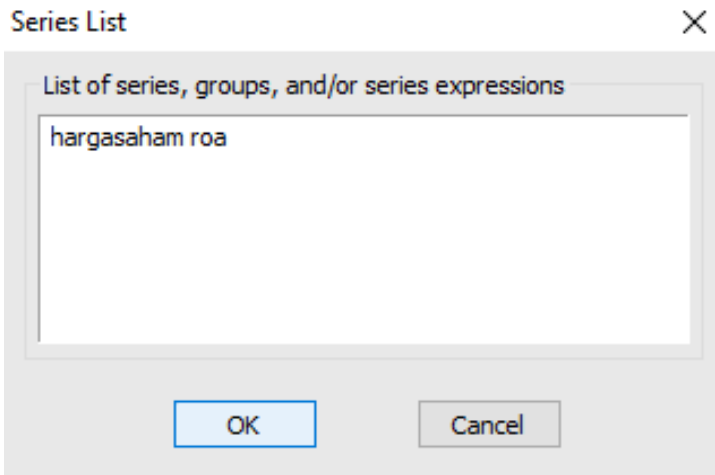 Series List
List of series, groups, and/or series expressions
hargasaham roa
OK
Cancel